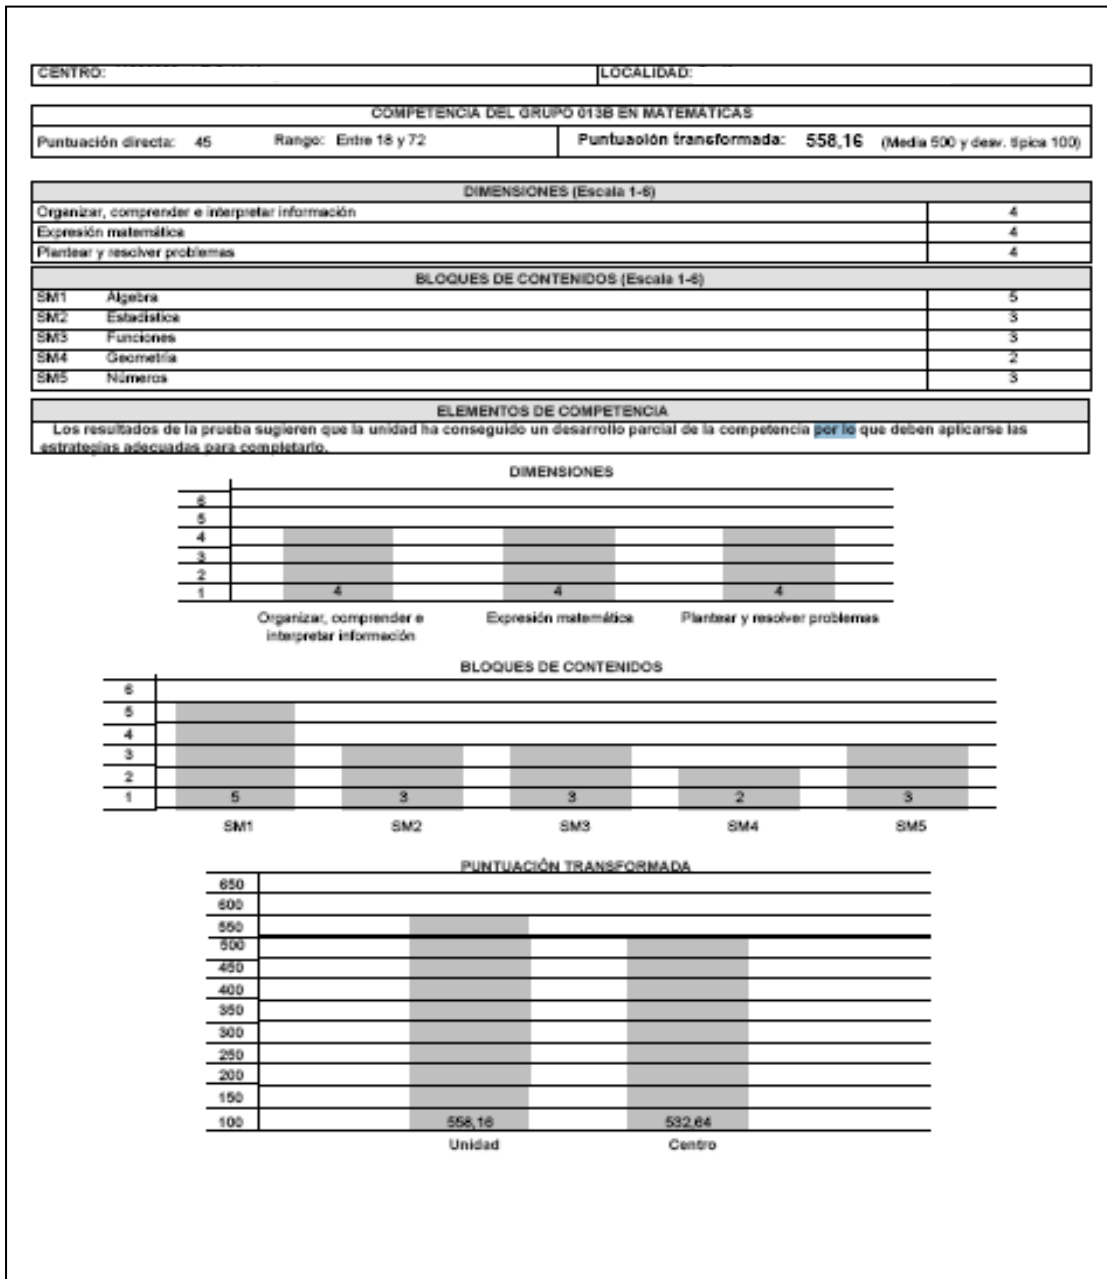 CENTRO: LOCALIDAD:
COMPETENCIA DEL GRUPO 013B EN MATEMÁTICAS
Puntuación directa: 45 Rango: Entre 18 y 72 Puntuación transformada: 558,16 (Media 500 y desv. típica 100)
DIMENSIONES (Escala 1-6)
Organizar, comprender e interpretar información 4
Expresión matemática 4
Plantear y resolver problemas 4
BLOQUES DE CONTENIDOS (Escala 1-6)
SM1 Álgebra 5
SM2 Estadística 3
SM3 Funciones 3
SM4 Geometría 2
SM5 Números 3
ELEMENTOS DE COMPETENCIA
Los resultados de la prueba sugieren que la unidad ha conseguido un desarrollo parcial de la competencia por lo que deben aplicarse las
estrategias adecuadas para completarlo.
DIMENSIONES
6
5
4
3
2
1 4 4 4
Organizar, comprender e Expresión matemática Plantear y resolver problemas
interpretar información
BLOQUES DE CONTENIDOS
6
5
4
3
2
1 5 3 3 2 3
SM1 SM2 SM3 SM4 SM5
PUNTUACIÓN TRANSFORMADA
650
600
550
500
450
400
350
300
250
200
150
100 558,16 532,64
Unidad Centro